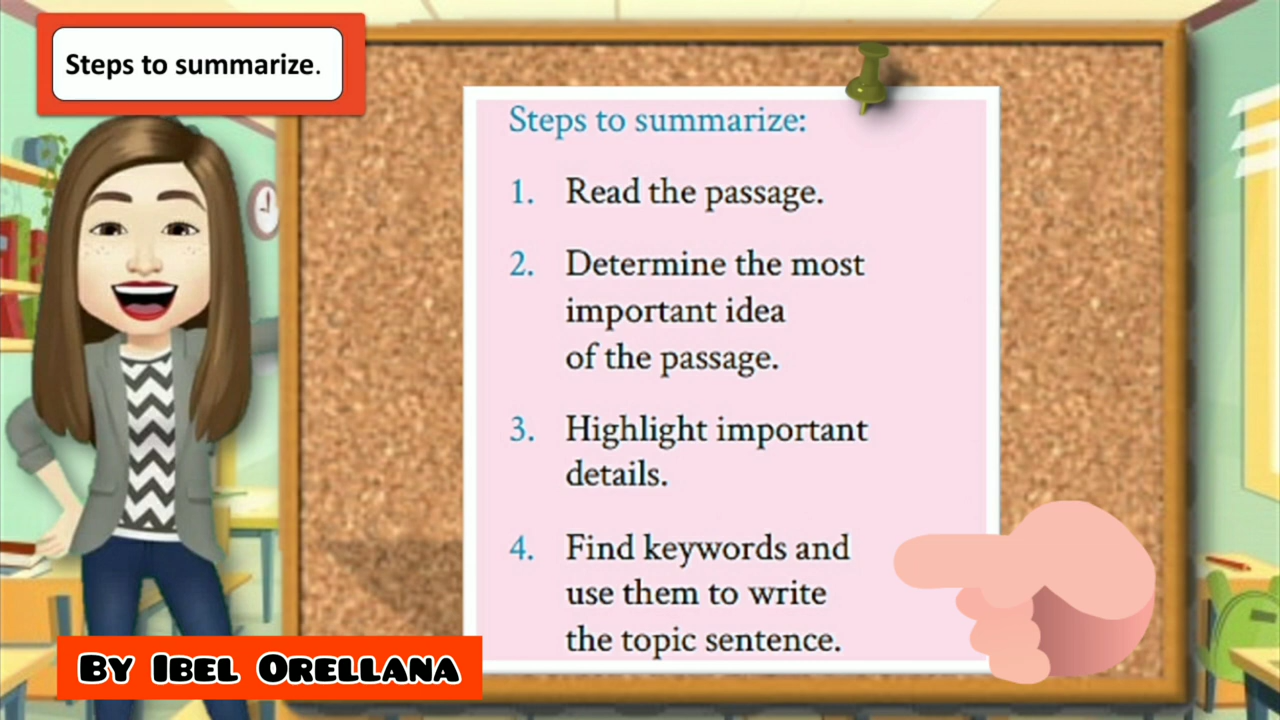 Steps to summarize.
Steps to summarize:
1. Read the passage.
2. Determine the most
important idea
of the passage.
3. Highlight important
details.
4. Find keywords and
use them to write
the topic sentence.
By Ibel Orellana